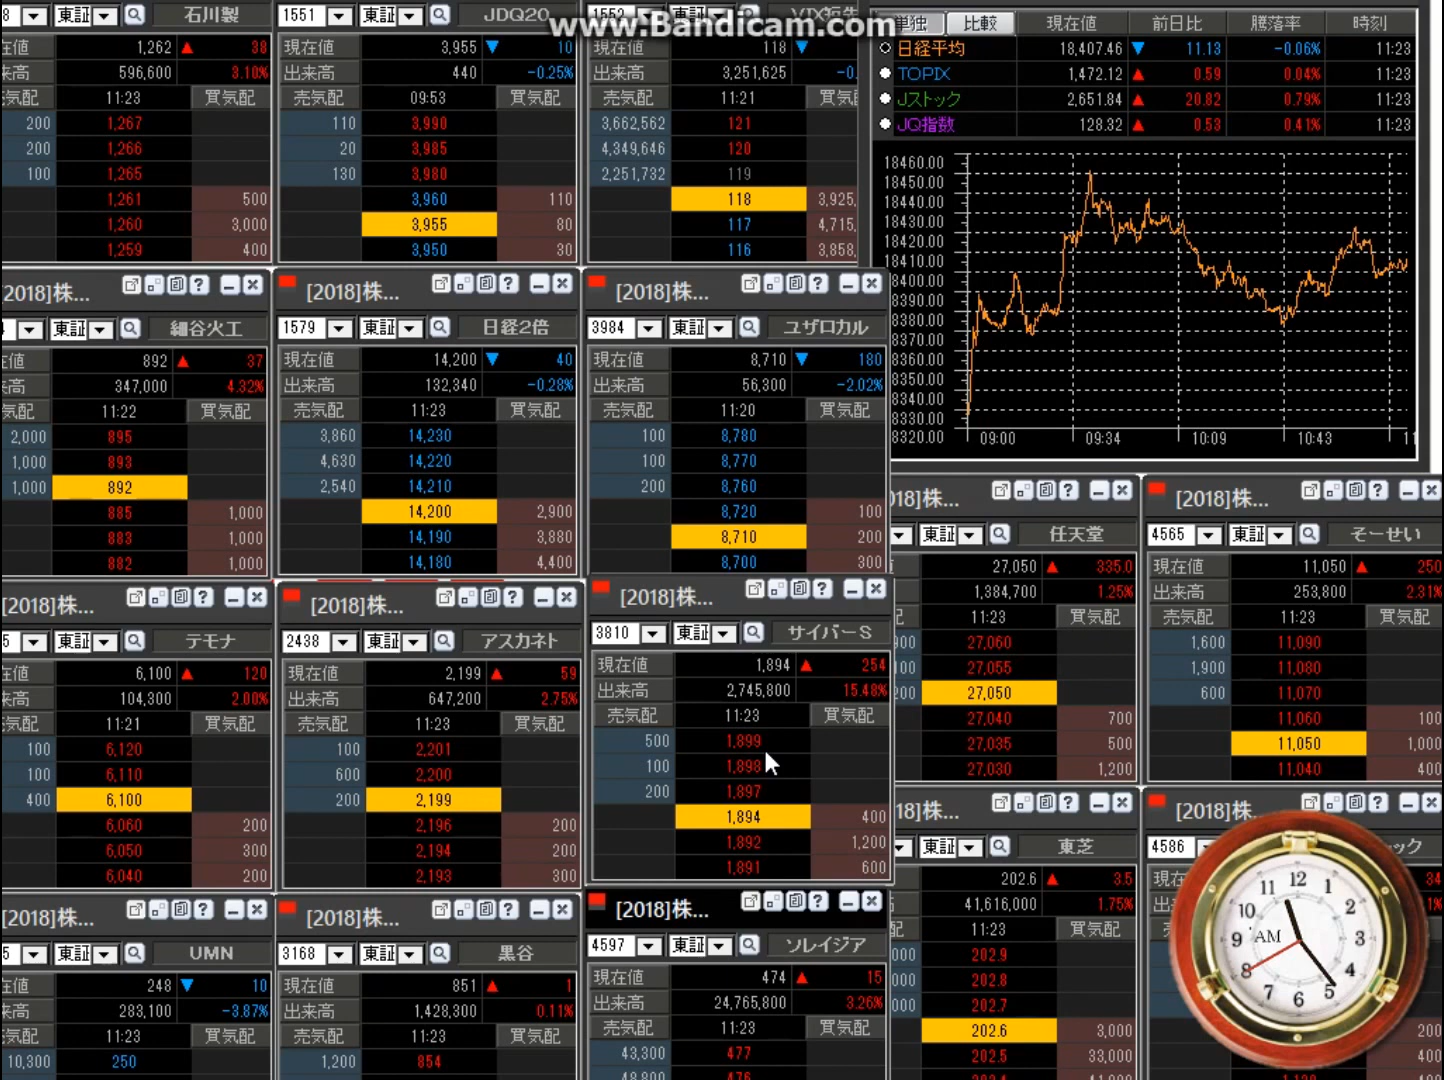 www.Bandicam.com
8 東証 石川製
在値 1,262 ▲ 38
来高 596,600 3.10%
売気配 11:23 買気配
200 1,267
200 1,266
100 1,265
1,261 500
1,260 3,000
1,259 400
1551 東証 JDQ20
現在値 3,955 ▼ 10
出来高 440 -0.25%
売気配 09:53 買気配
110 3,990
20 3,985
130 3,980
3,960 110
3,955 80
3,950 30
1552 東証
現在値 118 ▼
出来高 3,251,625 -0.
売気配 11:21 買気
3,662,562 121
4,349,646 120
2,251,732 119
118 3,925,
117 4,715,
116 3,858,
単独 比較 現在値 前日比 騰落率 時刻
日経平均 18,407.46 ▼ 11.13 -0.06% 11:23
TOPIX 1,472.12 ▲ 0.59 0.04% 11:23
Jストック 2,651.84 ▲ 20.82 0.79% 11:23
JQ指数 128.32 ▲ 0.53 0.41% 11:23
18460.00
18450.00
18440.00
18430.00
18420.00
18410.00
18400.00
18390.00
18380.00
18370.00
18360.00
18350.00
18340.00
18330.00
18320.00
09:00 09:34 10:09 10:43 11
[2018]株...
東証 細谷火工
在値 892 ▲ 37
来高 347,000 4.32%
気配 11:22 買気配
2,000 895
1,000 893
1,000 892
885 1,000
883 1,000
882 1,000
[2018]株...
1579 東証 日経2倍
現在値 14,200 ▼ 40
出来高 132,340 -0.28%
売気配 11:23 買気配
3,860 14,230
4,630 14,220
2,540 14,210
14,200 2,900
14,190 3,880
14,180 4,400
[2018]株...
3984 東証 ユザロカル
現在値 8,710 ▼ 180
出来高 56,300 -2.02%
売気配 11:20 買気配
100 8,780
100 8,770
200 8,760
8,720 100
8,710 200
8,700 300
18]株...
東証 任天堂
27,050 ▲ 335.0
1,384,700 1.25%
11:23 買気配
900 27,060
100 27,055
200 27,050
27,040 700
27,035 500
27,030 1,200
[2018]株...
4565 東証 そーせい
現在値 11,050 ▲ 250
出来高 253,800 2.31%
売気配 11:23 買気配
1,600 11,090
1,900 11,080
600 11,070
11,060 100
11,050 1,000
11,040 400
[2018]株...
5 東証 テモナ
在値 6,100 ▲ 120
来高 104,300 2.00%
売気配 11:21 買気配
100 6,120
100 6,110
400 6,100
6,060 200
6,050 300
6,040 200
[2018]株...
2438 東証 アスカネト
現在値 2,199 ▲ 59
出来高 647,200 2.75%
売気配 11:23 買気配
100 2,201
600 2,200
200 2,199
2,196 200
2,194 200
2,193 300
[2018]株...
3810 東証 サイバーS
現在値 1,894 ▲ 254
出来高 2,745,800 15.48%
売気配 11:23 買気配
500 1,899
100 1,898
200 1,897
1,894 400
1,892 1,200
1,891 600
18]株...
東証 東芝
202.6 ▲ 3.5
41,616,000 1.75%
11:23 買気配
000 202.9
000 202.8
000 202.7
202.6 3,000
202.5 33,000
[2018]株...
4586 ック
現在 34
出 1%
200
400
400
[2018]株...
5 東証 UMN
在値 248 ▼ 10
来高 283,100 -3.87%
売気配 11:23 買気配
10,300 250
[2018]株...
3168 東証 黒谷
現在値 851 ▲ 1
出来高 1,428,300 0.11%
売気配 11:23 買気配
1,200 854
[2018]株...
4597 東証 ソレイジア
現在値 474 ▲ 15
出来高 24,765,800 3.26%
売気配 11:23 買気配
43,300 477
48,800 476
12 1 2 3 4 5 6 7 8 9 10 11
AM